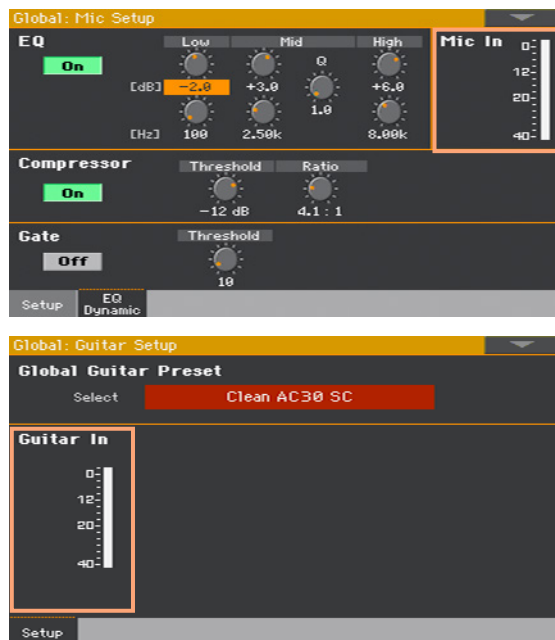 Global: Mic Setup
EQ Low Mid High Mic In
On
Q
[dB] -2.0 +3.0 +6.0
1.0
[Hz] 100 2.50k 8.00k
0
12
20
40
Compressor Threshold Ratio
On
-12 dB 4.1 : 1
Gate Threshold
Off
10
Setup EQ Dynamic
Global: Guitar Setup
Global Guitar Preset
Select Clean AC30 SC
Guitar In
0
12
20
40
Setup